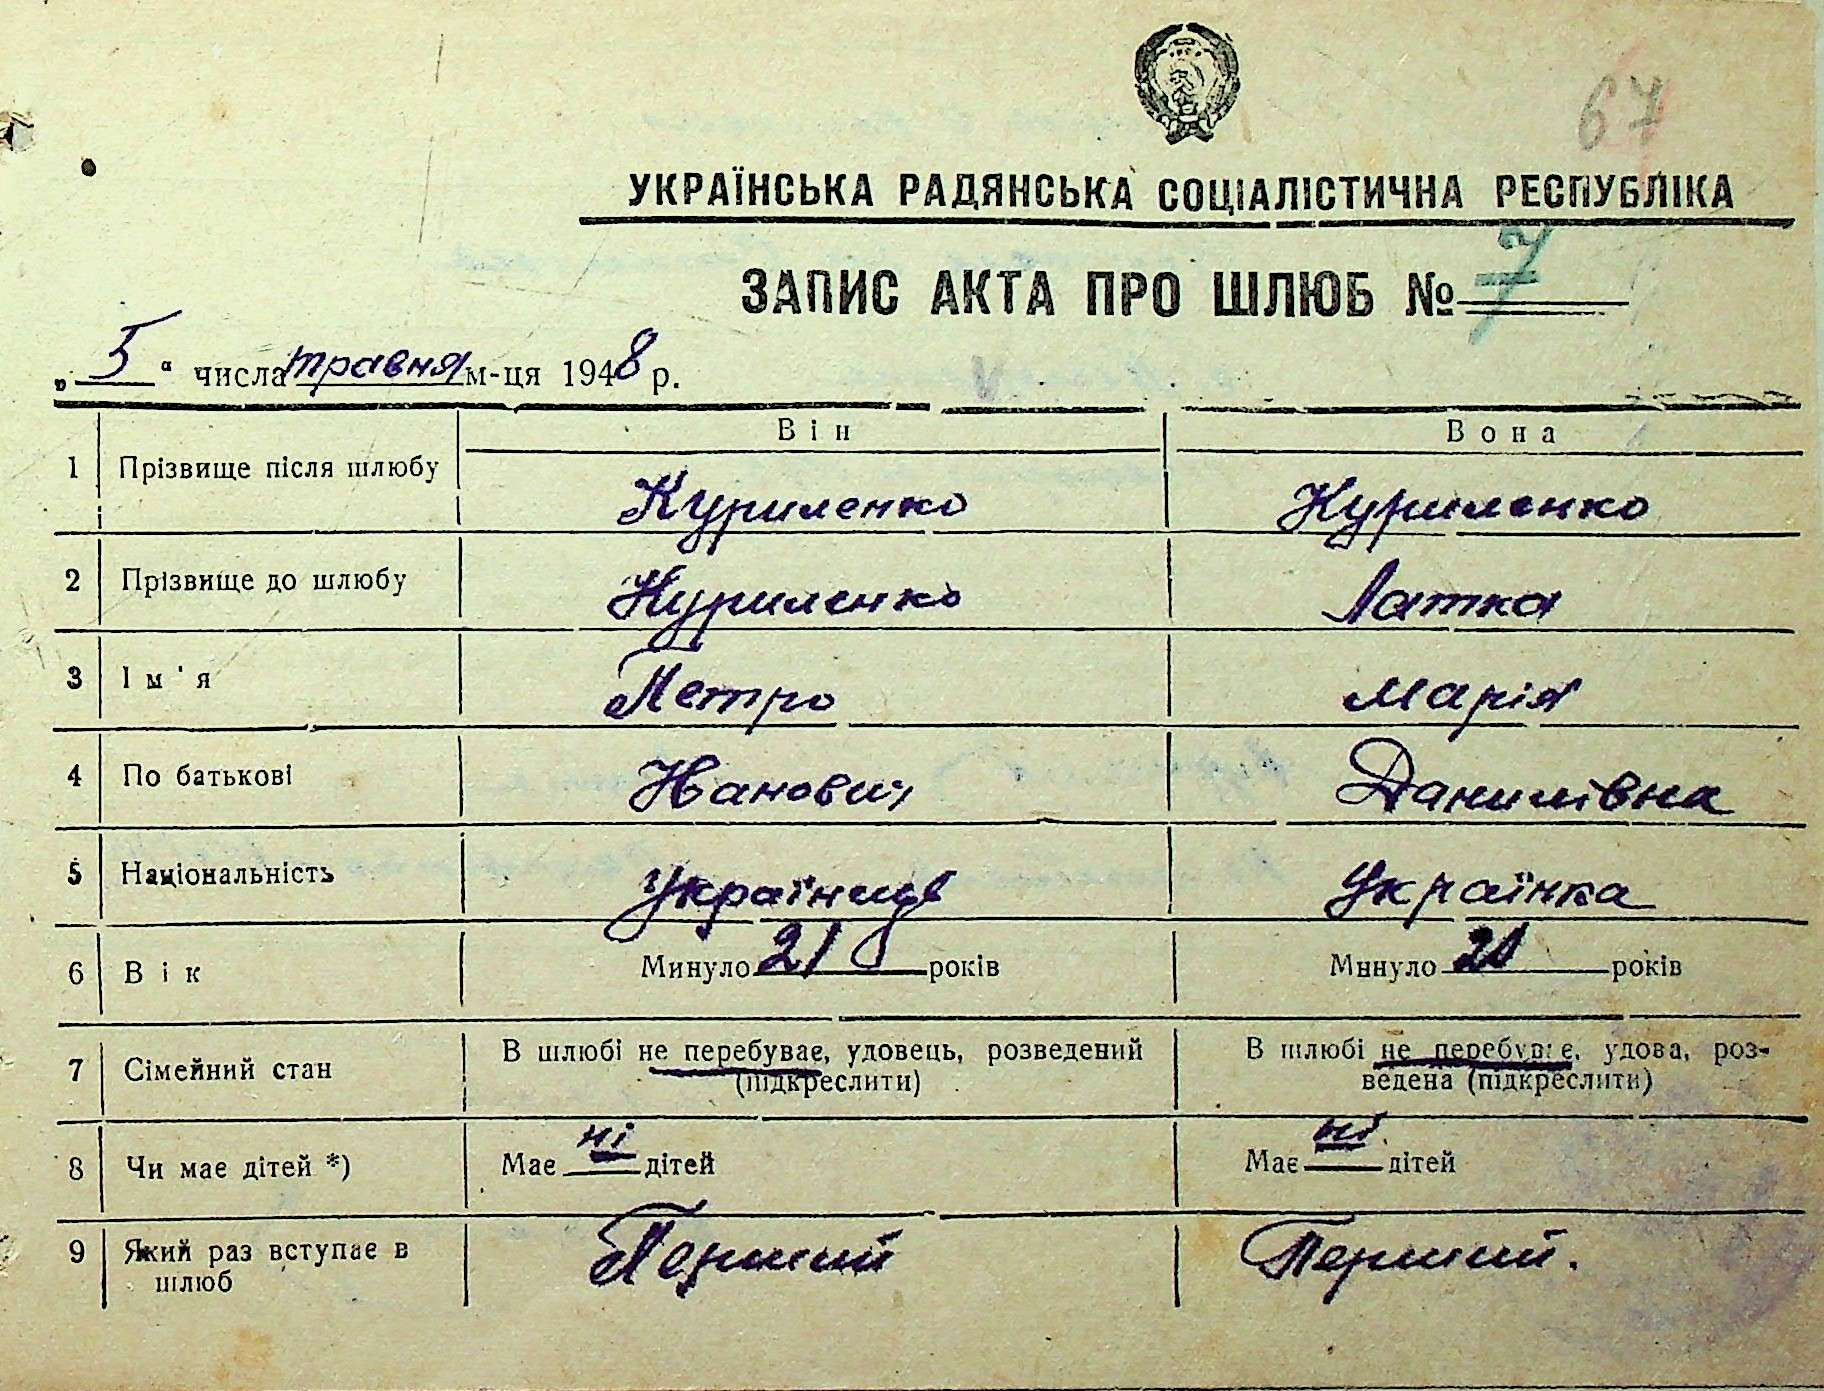 67
УКРАЇНСЬКА РАДЯНСЬКА СОЦІАЛІСТИЧНА РЕСПУБЛІКА
ЗАПИС АКТА ПРО ШЛЮБ № 7
„5“ числа травня м-ця 1948 р.
Він Вона
1 Прізвище після шлюбу Куриленко Куриленко
2 Прізвище до шлюбу Куриленко Латка
3 Ім'я Петро Марія
4 По батькові Іванович Данилівна
5 Національність Українець Українка
6 Вік Минуло 21 років Минуло 20 років
7 Сімейний стан В шлюбі не перебуває, удовець, розведений В шлюбі не перебуває, удова, роз-
(підкреслити) ведена (підкреслити)
8 Чи має дітей *) Має ні дітей Має ні дітей
9 Який раз вступає в Перший Перший.
шлюб